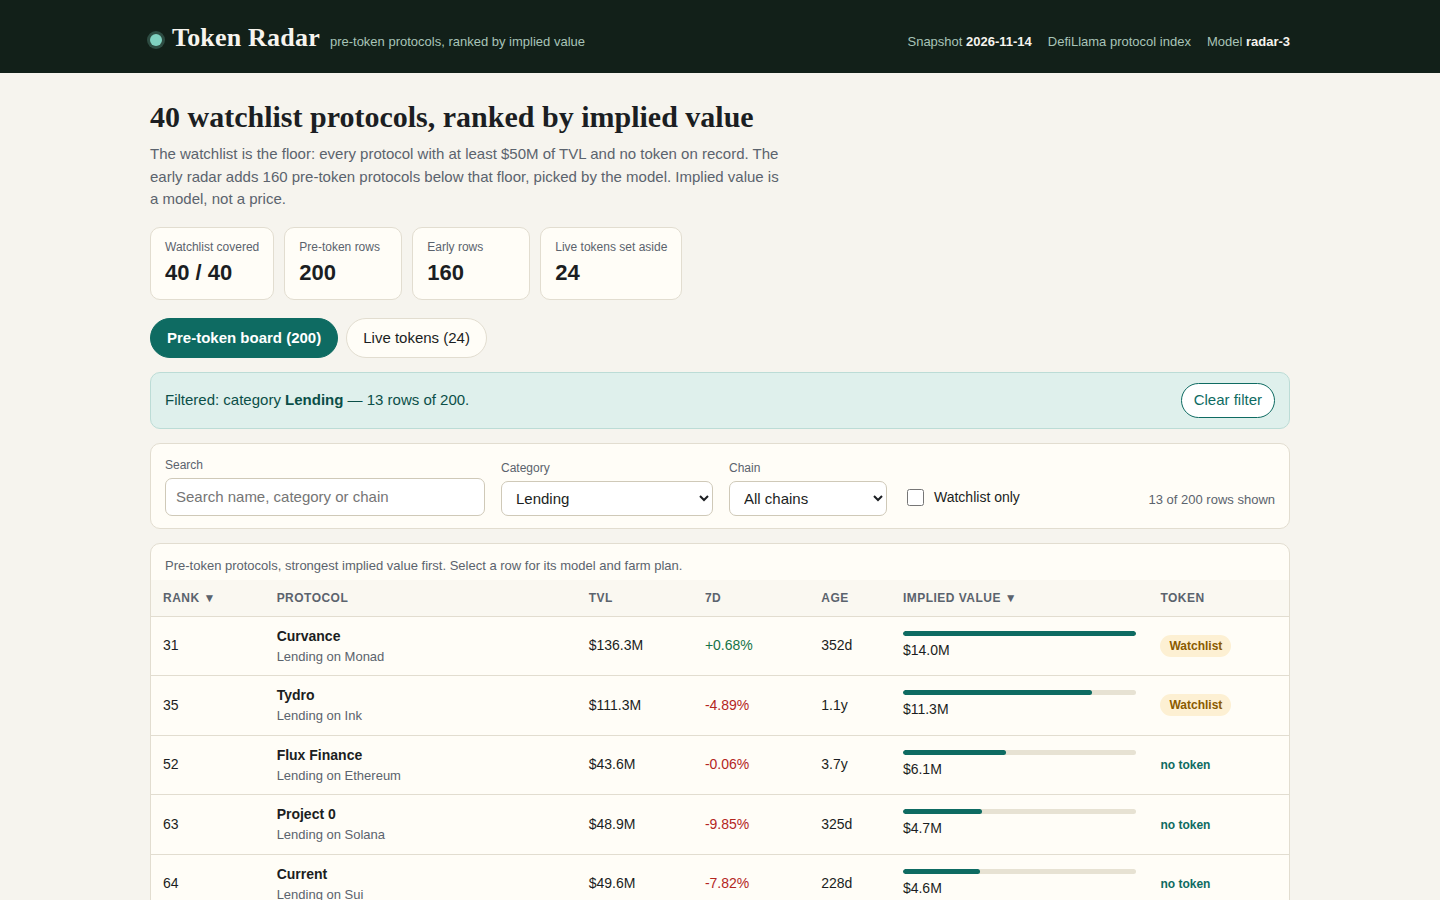 Token Radar pre-token protocols, ranked by implied value
Snapshot 2026-11-14 DefiLlama protocol index Model radar-3
40 watchlist protocols, ranked by implied value
The watchlist is the floor: every protocol with at least $50M of TVL and no token on record. The
early radar adds 160 pre-token protocols below that floor, picked by the model. Implied value is
a model, not a price.
Watchlist covered
40 / 40
Pre-token rows
200
Early rows
160
Live tokens set aside
24
Pre-token board (200)
Live tokens (24)
Filtered: category Lending — 13 rows of 200.
Clear filter
Search
Search name, category or chain
Category
Lending
Chain
All chains
Watchlist only
13 of 200 rows shown
Pre-token protocols, strongest implied value first. Select a row for its model and farm plan.
RANK ▼ PROTOCOL TVL 7D AGE IMPLIED VALUE ▼ TOKEN
31 Curvance $136.3M +0.68% 352d $14.0M Watchlist
Lending on Monad
35 Tydro $111.3M -4.89% 1.1y $11.3M Watchlist
Lending on Ink
52 Flux Finance $43.6M -0.06% 3.7y $6.1M no token
Lending on Ethereum
63 Project 0 $48.9M -9.85% 325d $4.7M no token
Lending on Solana
64 Current $49.6M -7.82% 228d $4.6M no token
Lending on Sui